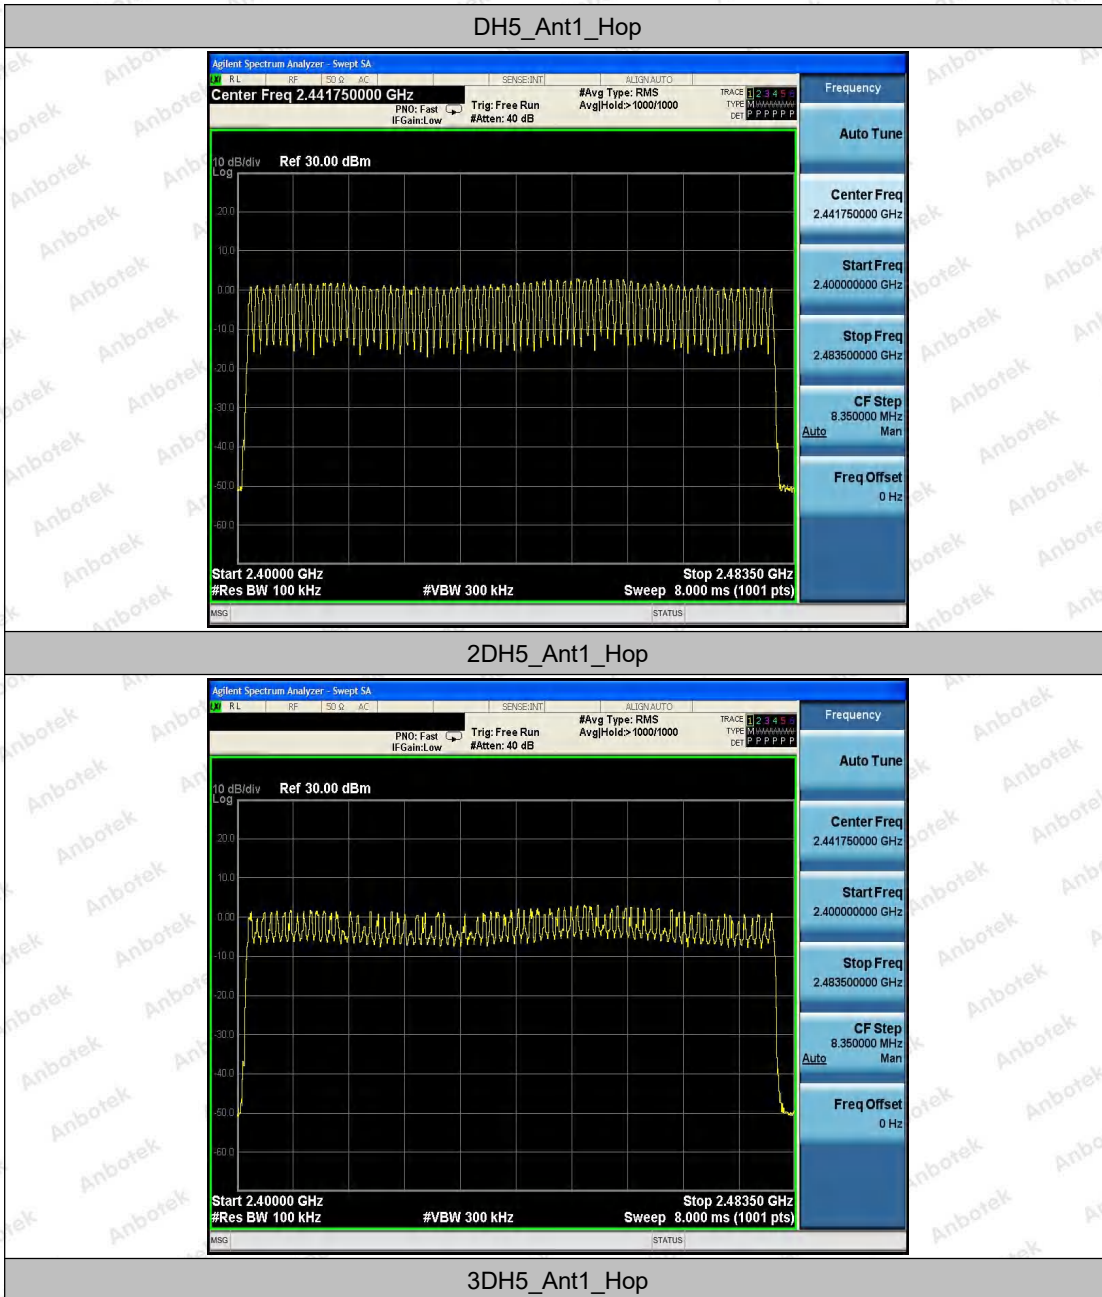 DH5_Ant1_Hop
Agilent Spectrum Analyzer - Swept SA
RL RF 50 Ω AC SENSE:INT ALIGN AUTO
Center Freq 2.441750000 GHz
PNO: Fast
IFGain:Low
Trig: Free Run
#Atten: 40 dB
#Avg Type: RMS
Avg|Hold:>1000/1000
TRACE 1 2 3 4 5 6
TYPE M
DET P P P P P P
10 dB/div
Log
Ref 30.00 dBm
20.0
10.0
0.00
-10.0
-20.0
-30.0
-40.0
-50.0
-60.0
Start 2.40000 GHz
Stop 2.48350 GHz
#Res BW 100 kHz
#VBW 300 kHz
Sweep 8.000 ms (1001 pts)
MSG
STATUS
Frequency
Auto Tune
Center Freq
2.441750000 GHz
Start Freq
2.400000000 GHz
Stop Freq
2.483500000 GHz
CF Step
8.350000 MHz
Auto Man
Freq Offset
0 Hz
2DH5_Ant1_Hop
Agilent Spectrum Analyzer - Swept SA
RL RF 50 Ω AC SENSE:INT ALIGN AUTO
PNO: Fast
IFGain:Low
Trig: Free Run
#Atten: 40 dB
#Avg Type: RMS
Avg|Hold:>1000/1000
TRACE 1 2 3 4 5 6
TYPE M
DET P P P P P P
10 dB/div
Log
Ref 30.00 dBm
20.0
10.0
0.00
-10.0
-20.0
-30.0
-40.0
-50.0
-60.0
Start 2.40000 GHz
Stop 2.48350 GHz
#Res BW 100 kHz
#VBW 300 kHz
Sweep 8.000 ms (1001 pts)
MSG
STATUS
Frequency
Auto Tune
Center Freq
2.441750000 GHz
Start Freq
2.400000000 GHz
Stop Freq
2.483500000 GHz
CF Step
8.350000 MHz
Auto Man
Freq Offset
0 Hz
3DH5_Ant1_Hop
Anbotek